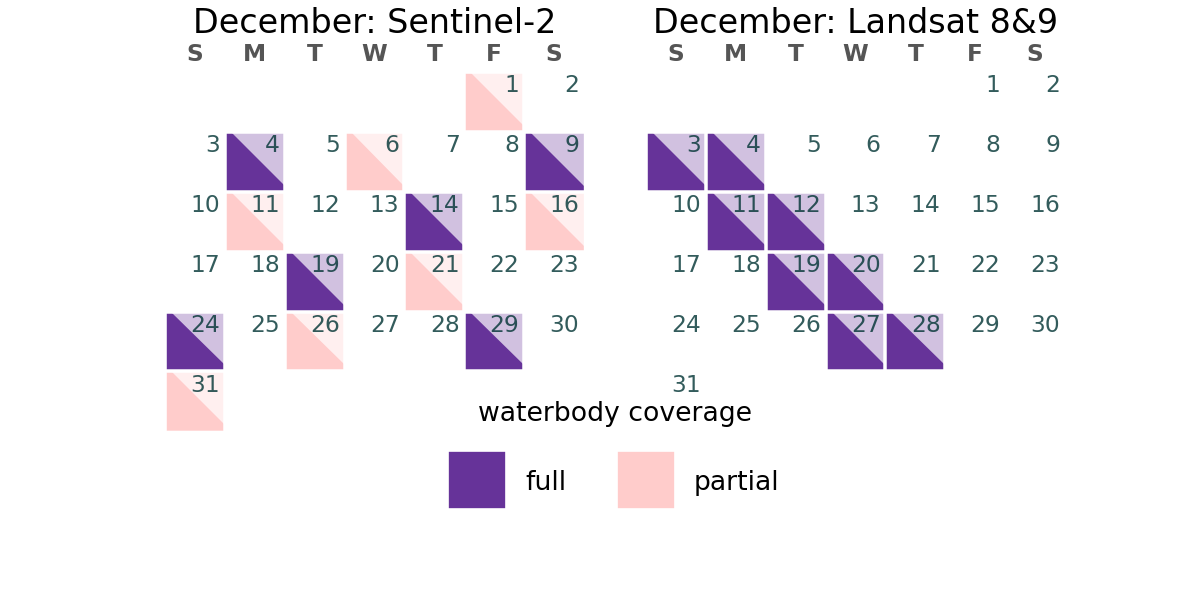 December: Sentinel-2
S M T W T F S
1 2
3 4 5 6 7 8 9
10 11 12 13 14 15 16
17 18 19 20 21 22 23
24 25 26 27 28 29 30
31
December: Landsat 8&9
S M T W T F S
1 2
3 4 5 6 7 8 9
10 11 12 13 14 15 16
17 18 19 20 21 22 23
24 25 26 27 28 29 30
31
waterbody coverage
full partial